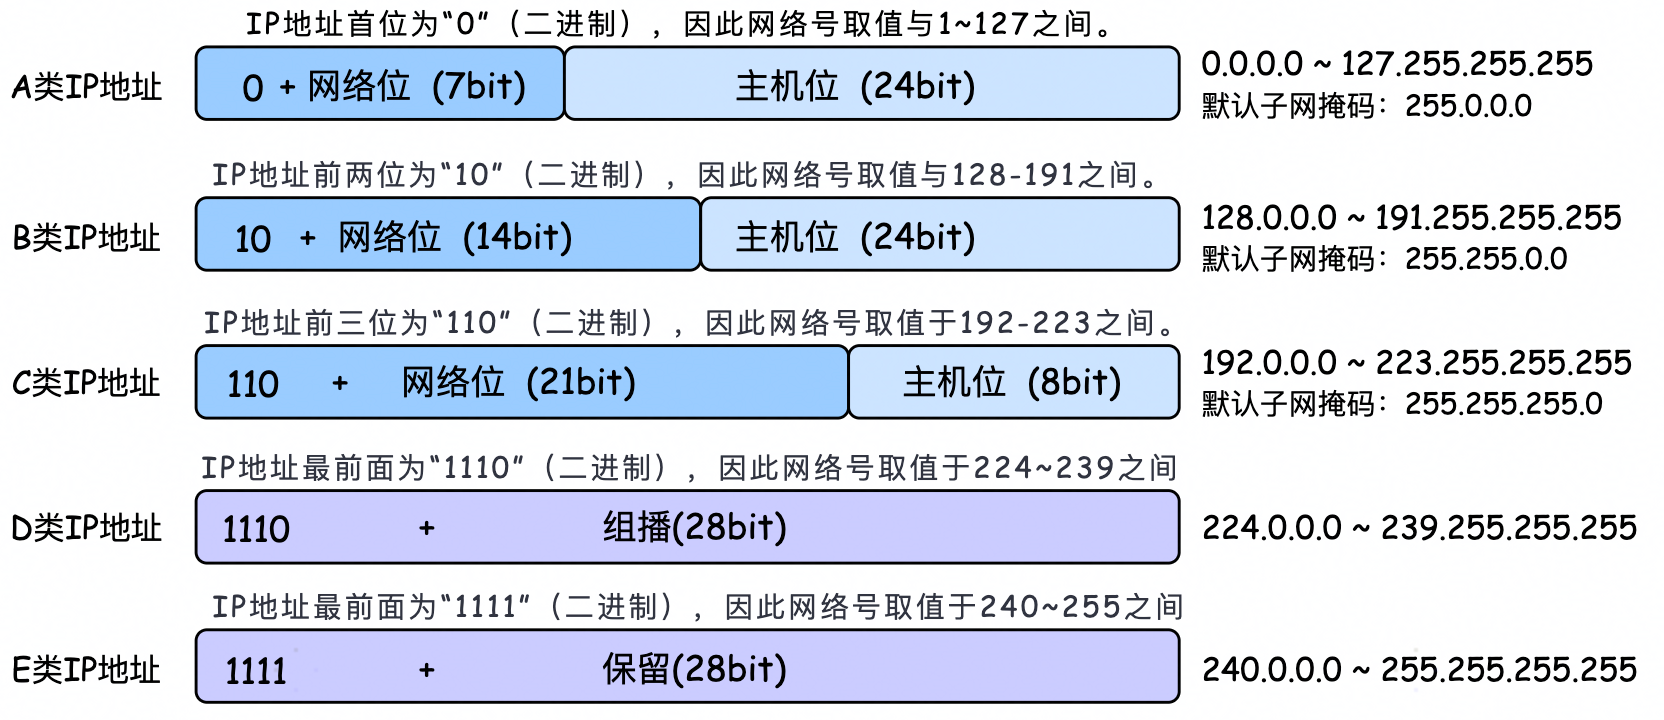 IP地址首位为“0”（二进制），因此网络号取值与1~127之间。
A类IP地址
0 + 网络位 (7bit)
主机位 (24bit)
0.0.0.0 ~ 127.255.255.255
默认子网掩码：255.0.0.0
IP地址前两位为“10”（二进制），因此网络号取值与128-191之间。
B类IP地址
10 + 网络位 (14bit)
主机位 (24bit)
128.0.0.0 ~ 191.255.255.255
默认子网掩码：255.255.0.0
IP地址前三位为“110”（二进制），因此网络号取值于192-223之间。
C类IP地址
110 + 网络位 (21bit)
主机位 (8bit)
192.0.0.0 ~ 223.255.255.255
默认子网掩码：255.255.255.0
IP地址最前面为“1110”（二进制），因此网络号取值于224~239之间
D类IP地址
1110 + 组播(28bit)
224.0.0.0 ~ 239.255.255.255
IP地址最前面为“1111”（二进制），因此网络号取值于240~255之间
E类IP地址
1111 + 保留(28bit)
240.0.0.0 ~ 255.255.255.255